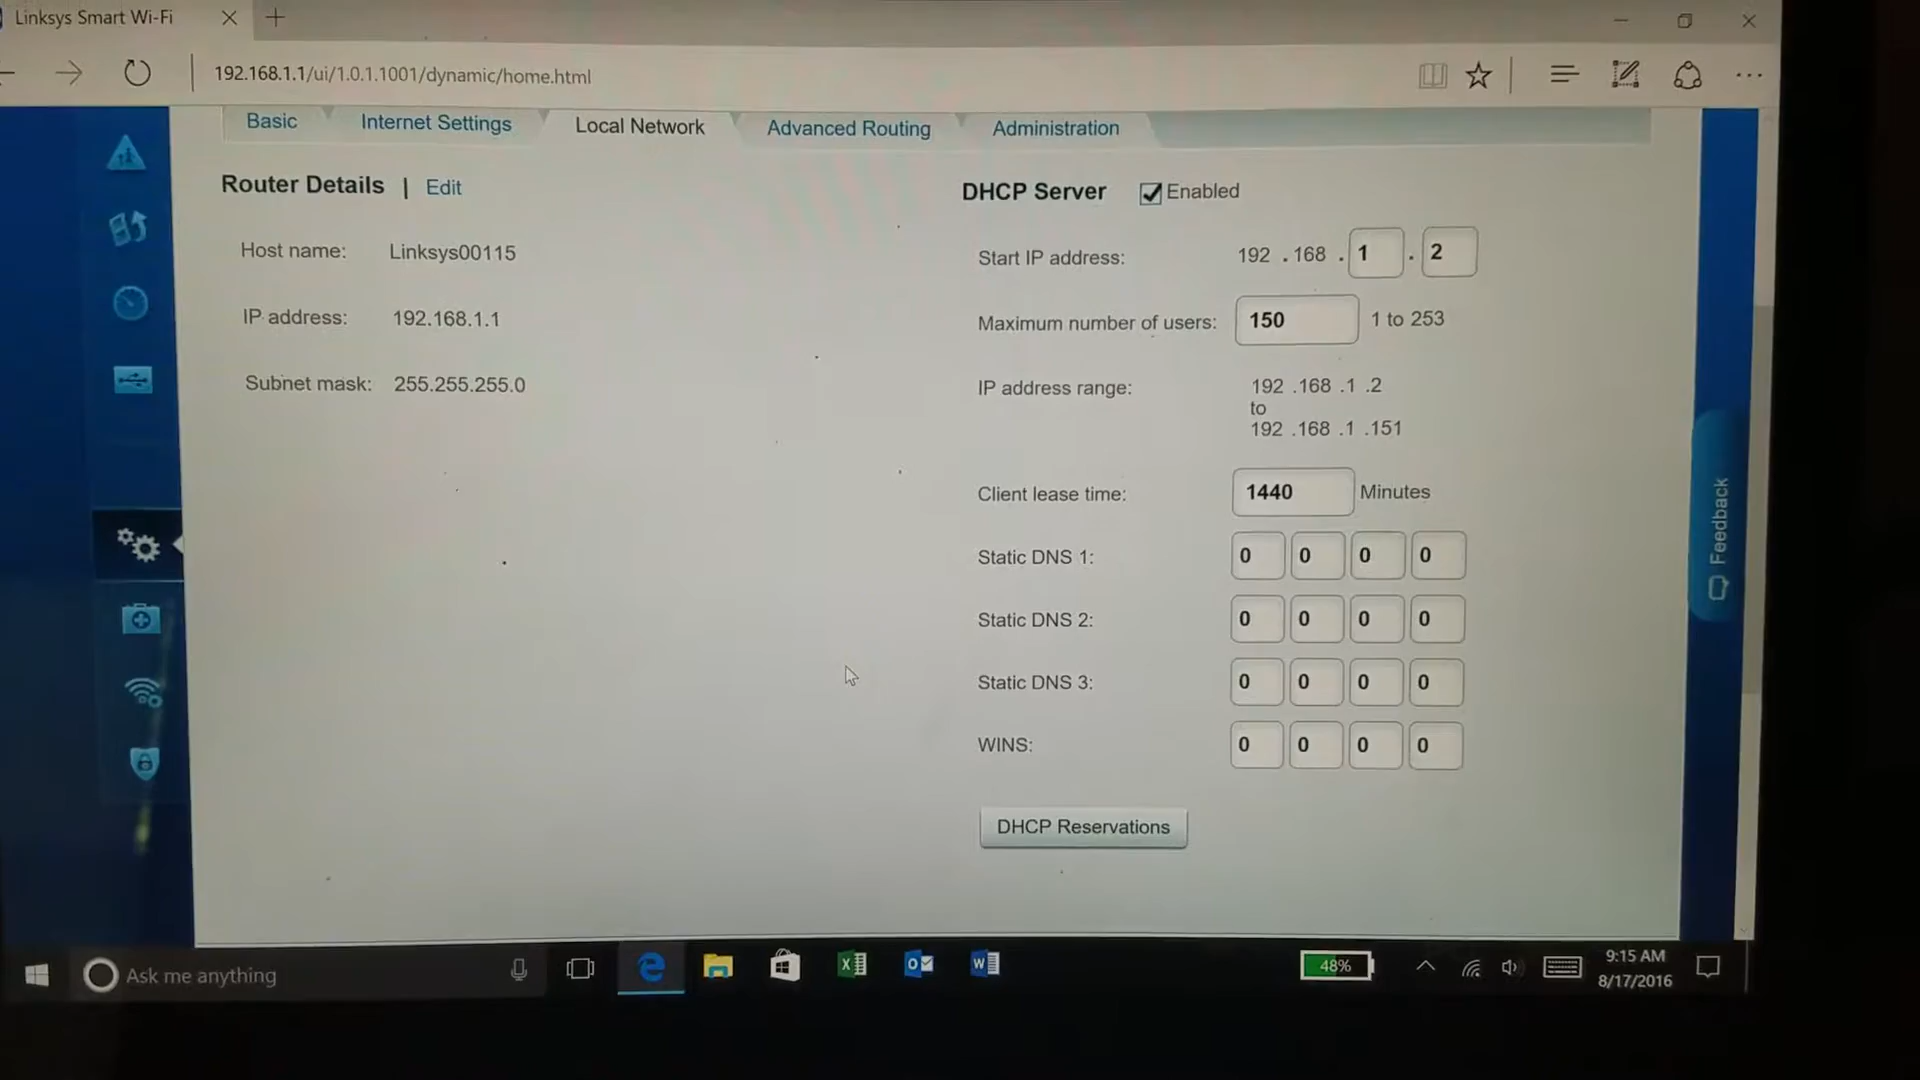 Linksys Smart Wi-Fi
192.168.1.1/ui/1.0.1.1001/dynamic/home.html
Basic Internet Settings Local Network Advanced Routing Administration
Router Details | Edit
Host name: Linksys00115
IP address: 192.168.1.1
Subnet mask: 255.255.255.0
DHCP Server Enabled
Start IP address: 192 . 168 . 1 . 2
Maximum number of users: 150 1 to 253
IP address range: 192 .168 .1 .2
to
192 .168 .1 .151
Client lease time: 1440 Minutes
Static DNS 1: 0 0 0 0
Static DNS 2: 0 0 0 0
Static DNS 3: 0 0 0 0
WINS: 0 0 0 0
DHCP Reservations
Feedback
Ask me anything
48%
9:15 AM
8/17/2016